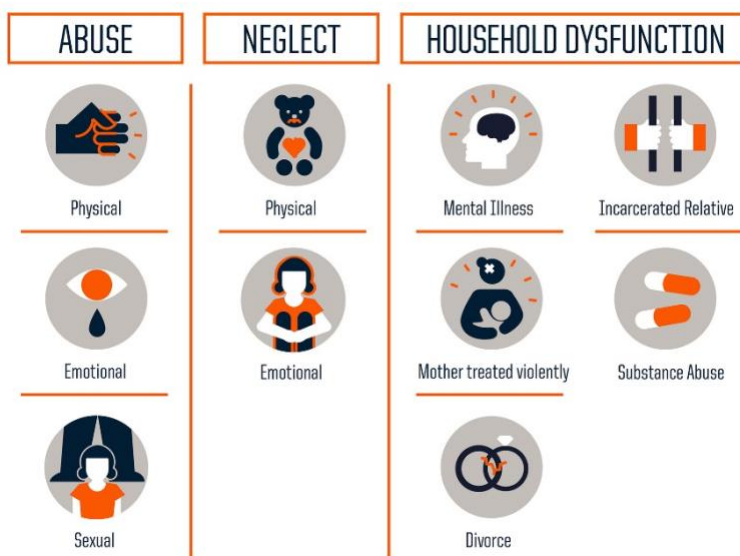 ABUSE
NEGLECT
HOUSEHOLD DYSFUNCTION
Physical
Emotional
Sexual
Physical
Emotional
Mental Illness
Incarcerated Relative
Mother treated violently
Substance Abuse
Divorce